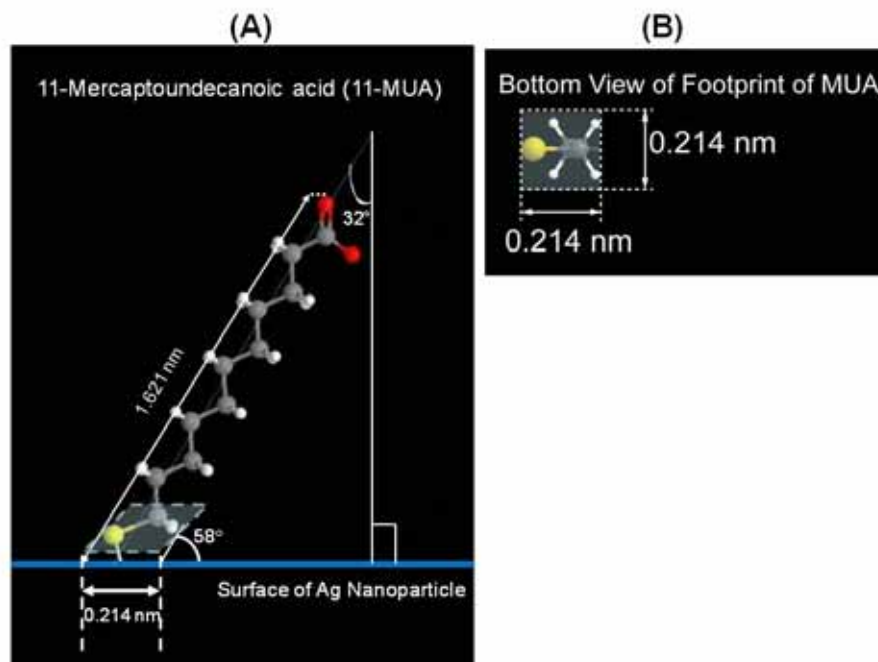 (A)
11-Mercaptoundecanoic acid (11-MUA)
32°
1.621 nm
58°
Surface of Ag Nanoparticle
0.214 nm
(B)
Bottom View of Footprint of MUA
0.214 nm
0.214 nm